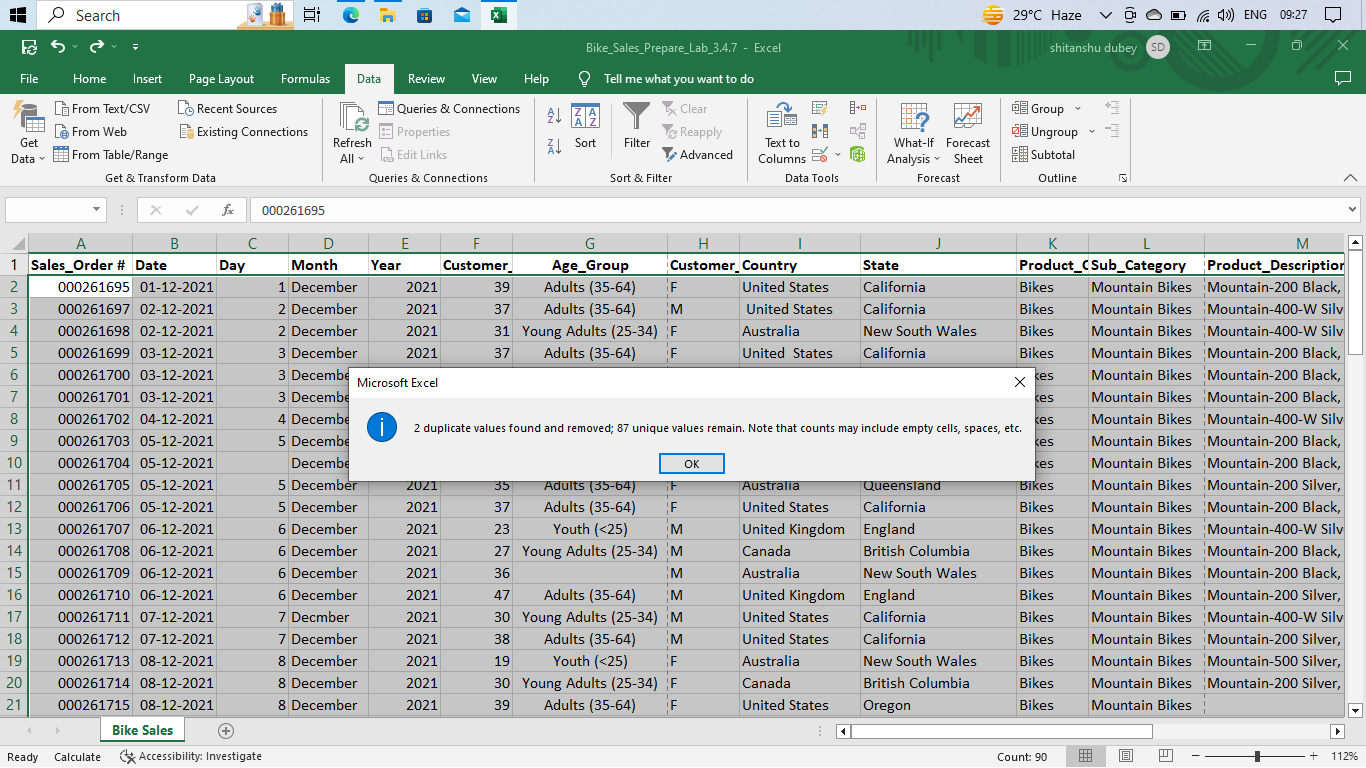 Search 29°C Haze ENG 09:27
Bike_Sales_Prepare_Lab_3.4.7 - Excel shitanshu dubey SD
File Home Insert Page Layout Formulas Data Review View Help Tell me what you want to do
From Text/CSV Recent Sources Queries & Connections Clear Group
From Web Existing Connections Properties Reapply Ungroup
Get Data From Table/Range Refresh All Edit Links Sort Filter Advanced Text to Columns What-If Analysis Forecast Sheet Subtotal
Get & Transform Data Queries & Connections Sort & Filter Data Tools Forecast Outline
fx 000261695
A B C D E F G H I J K L M
1 Sales_Order # Date Day Month Year Customer_ Age_Group Customer_ Country State Product_C Sub_Category Product_Description
2 000261695 01-12-2021 1 December 2021 39 Adults (35-64) F United States California Bikes Mountain Bikes Mountain-200 Black,
3 000261697 02-12-2021 2 December 2021 37 Adults (35-64) M United States California Bikes Mountain Bikes Mountain-400-W Silv
4 000261698 02-12-2021 2 December 2021 31 Young Adults (25-34) F Australia New South Wales Bikes Mountain Bikes Mountain-400-W Silv
5 000261699 03-12-2021 3 December 2021 37 Adults (35-64) F United  States California Bikes Mountain Bikes Mountain-200 Black,
6 000261700 03-12-2021 3 Decembe kes Mountain Bikes Mountain-200 Black,
7 000261701 03-12-2021 3 Decembe kes Mountain Bikes Mountain-200 Black,
8 000261702 04-12-2021 4 Decembe kes Mountain Bikes Mountain-400-W Silv
9 000261703 05-12-2021 5 Decembe kes Mountain Bikes Mountain-200 Black,
10 000261704 05-12-2021 Decembe kes Mountain Bikes Mountain-200 Black,
Microsoft Excel
2 duplicate values found and removed; 87 unique values remain. Note that counts may include empty cells, spaces, etc.
OK
11 000261705 05-12-2021 5 December 2021 35 Adults (35-64) F Australia Queensland Bikes Mountain Bikes Mountain-200 Silver,
12 000261706 05-12-2021 5 December 2021 37 Adults (35-64) F United States California Bikes Mountain Bikes Mountain-200 Black,
13 000261707 06-12-2021 6 December 2021 23 Youth (<25) M United Kingdom England Bikes Mountain Bikes Mountain-400-W Silv
14 000261708 06-12-2021 6 December 2021 27 Young Adults (25-34) M Canada British Columbia Bikes Mountain Bikes Mountain-200 Black,
15 000261709 06-12-2021 6 December 2021 36 M Australia New South Wales Bikes Mountain Bikes Mountain-200 Black,
16 000261710 06-12-2021 6 December 2021 47 Adults (35-64) M United Kingdom England Bikes Mountain Bikes Mountain-200 Silver,
17 000261711 07-12-2021 7 Decmber 2021 30 Young Adults (25-34) M United States California Bikes Mountain Bikes Mountain-400-W Silv
18 000261712 07-12-2021 7 December 2021 38 Adults (35-64) M United States California Bikes Mountain Bikes Mountain-200 Silver,
19 000261713 08-12-2021 8 December 2021 19 Youth (<25) F Australia New South Wales Bikes Mountain Bikes Mountain-500 Silver,
20 000261714 08-12-2021 8 December 2021 30 Young Adults (25-34) F Canada British Columbia Bikes Mountain Bikes Mountain-200 Silver,
21 000261715 08-12-2021 8 December 2021 39 Adults (35-64) F United States Oregon Bikes Mountain Bikes
Bike Sales
Ready Calculate Accessibility: Investigate Count: 90 112%